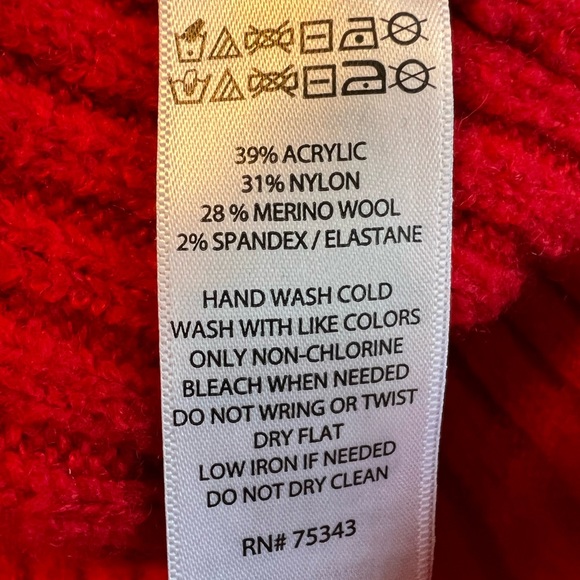 39% ACRYLIC
31% NYLON
28 % MERINO WOOL
2% SPANDEX / ELASTANE
HAND WASH COLD
WASH WITH LIKE COLORS
ONLY NON-CHLORINE
BLEACH WHEN NEEDED
DO NOT WRING OR TWIST
DRY FLAT
LOW IRON IF NEEDED
DO NOT DRY CLEAN
RN# 75343